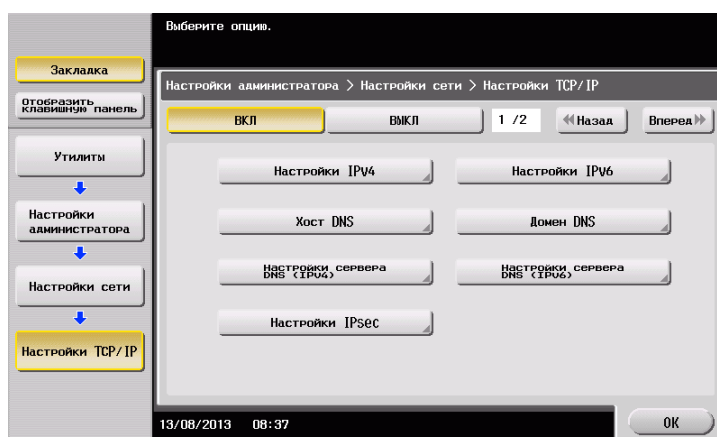 Выберите опцию.
Закладка
Отобразить
клавишную панель
Настройки администратора > Настройки сети > Настройки TCP/IP
ВКЛ
ВЫКЛ
1 /2
Назад
Вперед
Утилиты
Настройки
администратора
Настройки сети
Настройки TCP/IP
Настройки IPv4
Настройки IPv6
Хост DNS
Домен DNS
Настройки сервера
DNS (IPv4)
Настройки сервера
DNS (IPv6)
Настройки IPsec
13/08/2013 08:37
OK